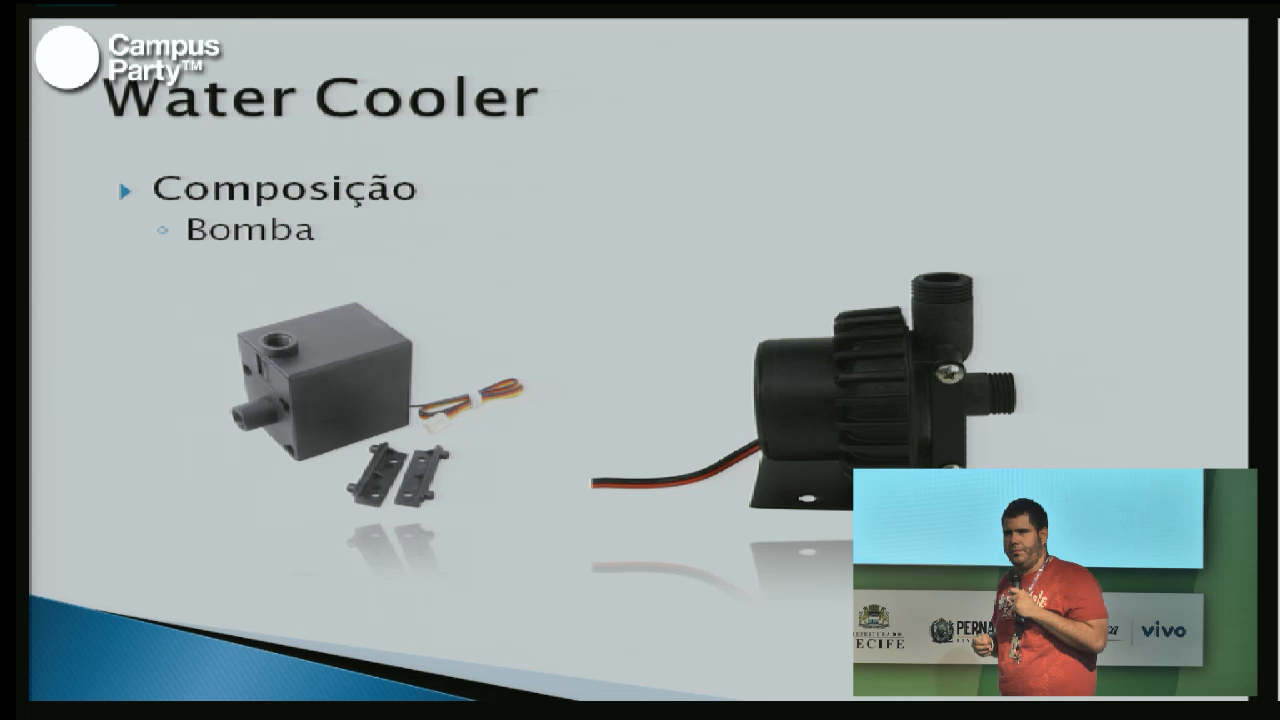 Campus
Party™
Water Cooler
Composição
Bomba
PERNA
ECIFE
vivo